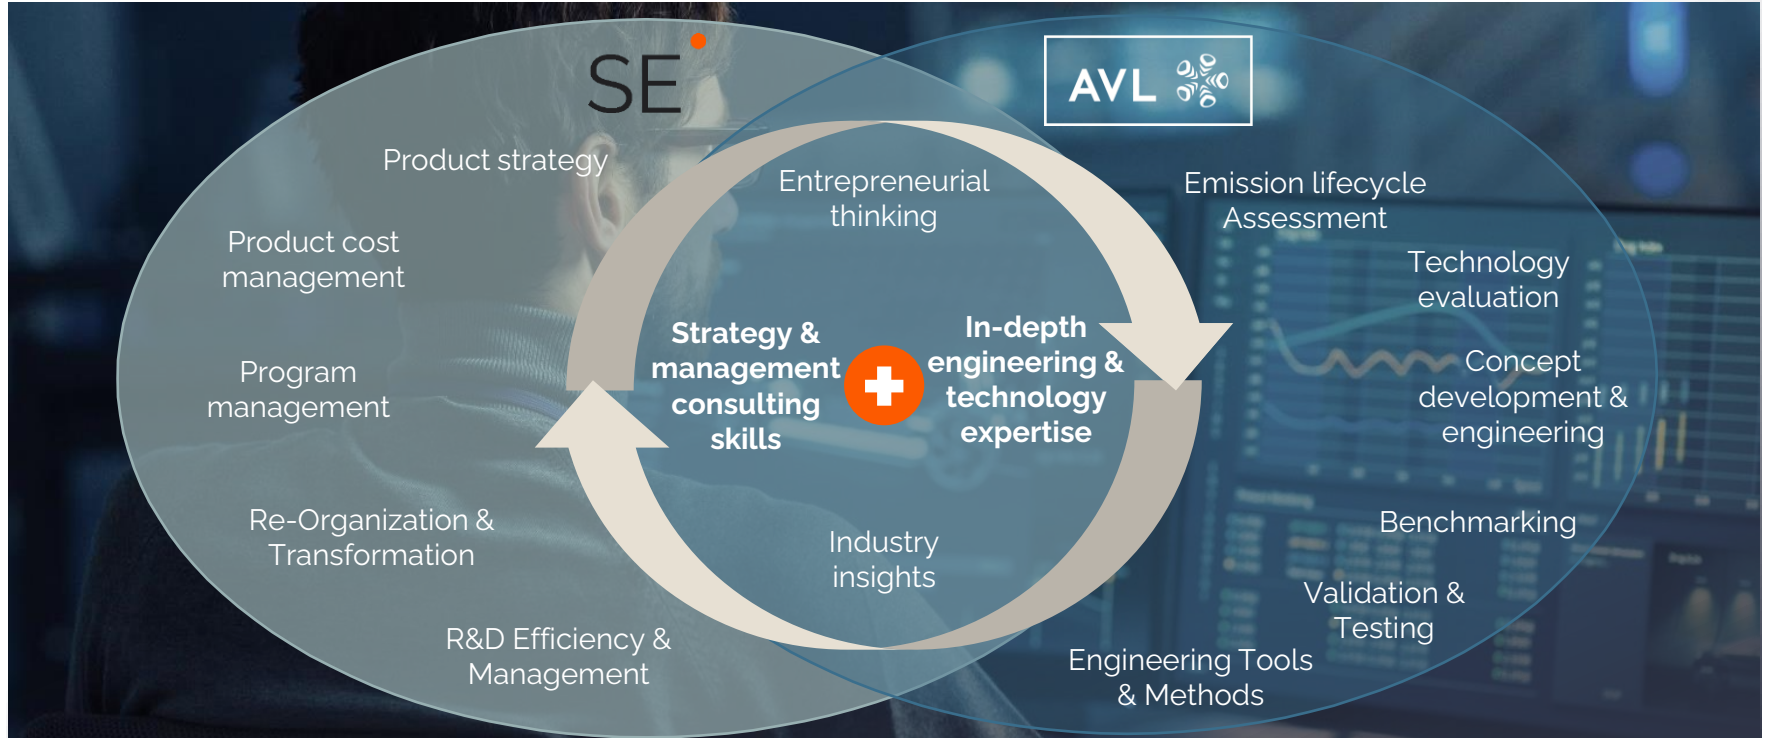 SE
AVL
Product strategy
Product cost
management
Program
management
Re-Organization &
Transformation
R&D Efficiency &
Management
Entrepreneurial
thinking
Strategy &
management
consulting
skills
In-depth
engineering &
technology
expertise
Industry
insights
Emission lifecycle
Assessment
Technology
evaluation
Concept
development &
engineering
Benchmarking
Validation &
Testing
Engineering Tools
& Methods